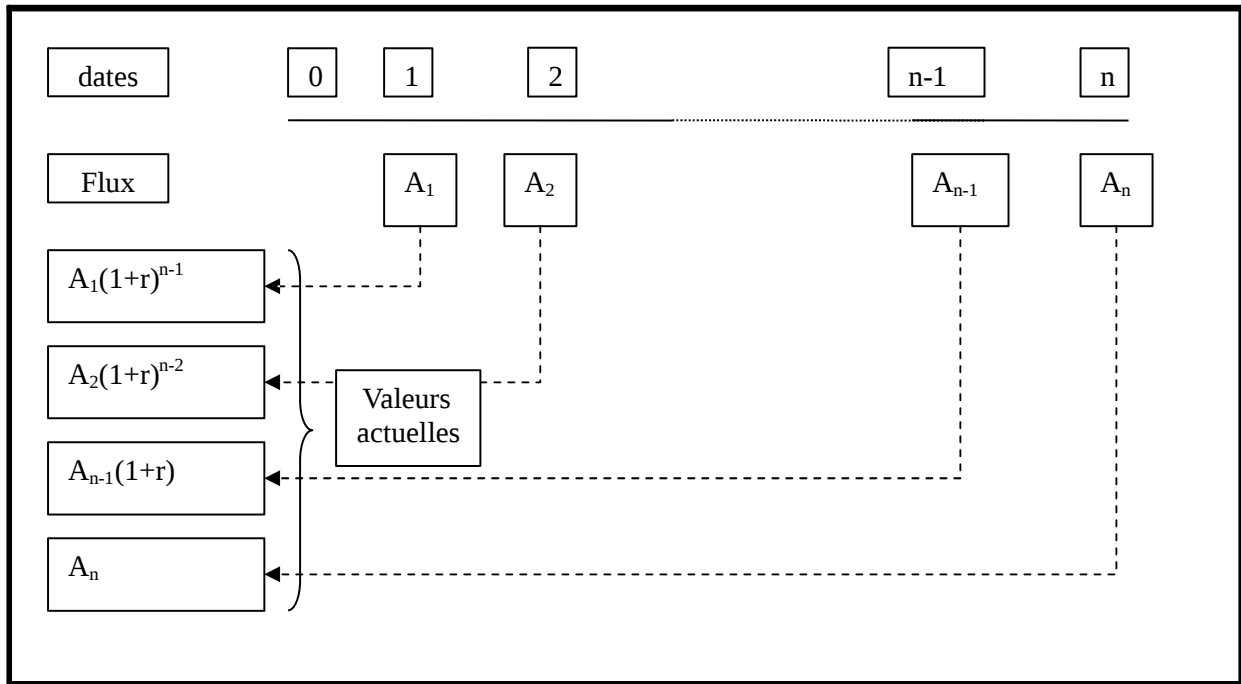 dates 0 1 2 n-1 n
Flux A₁ A₂ Aₙ₋₁ Aₙ
A₁(1+r)ⁿ⁻¹
A₂(1+r)ⁿ⁻²
Valeurs
actuelles
Aₙ₋₁(1+r)
Aₙ